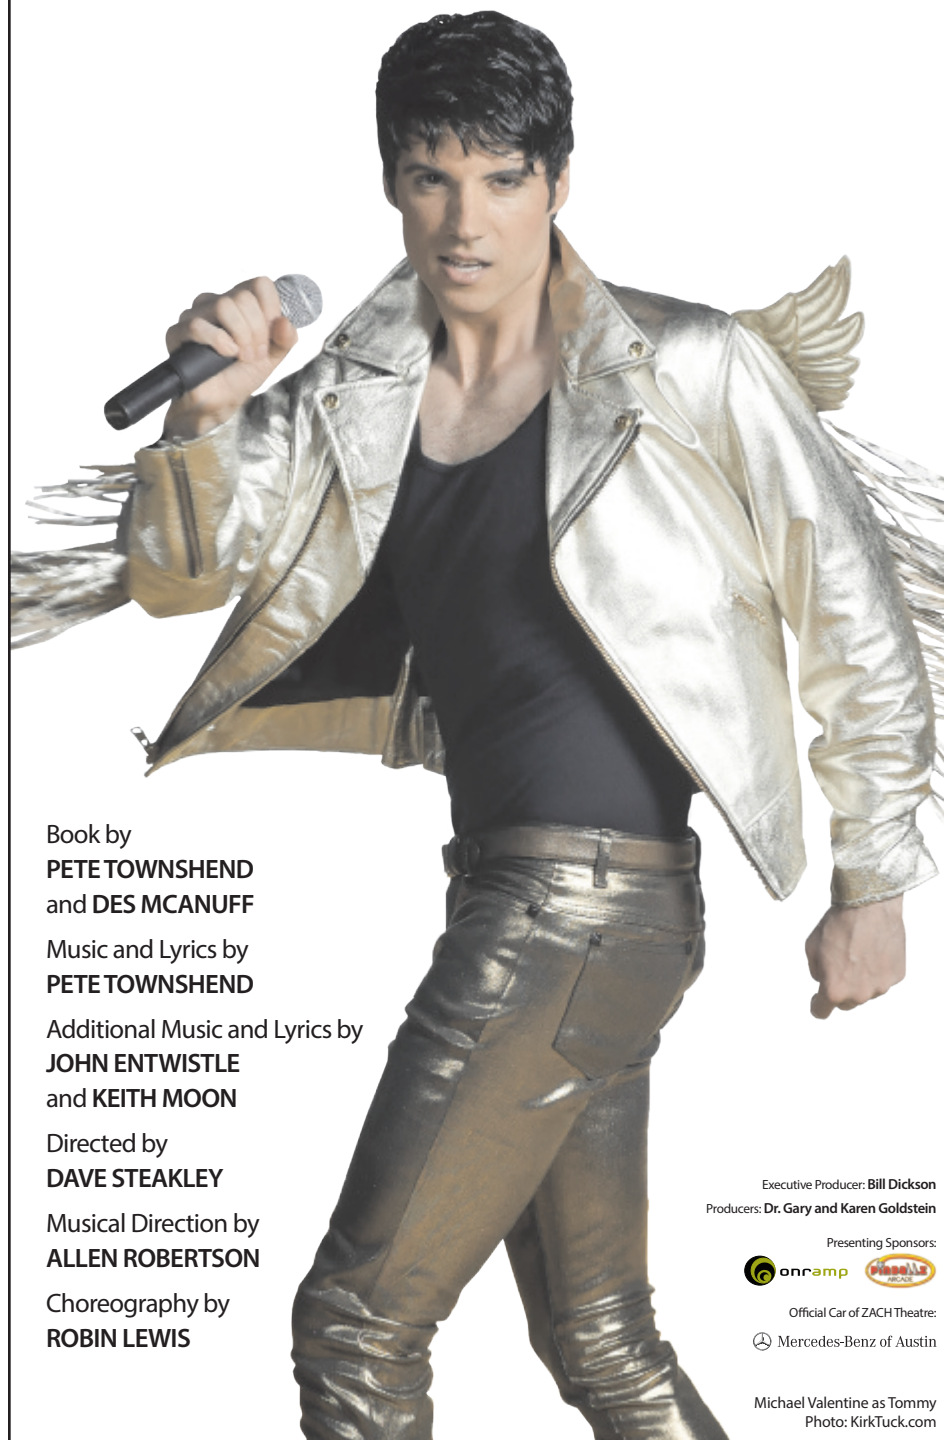 Book by
PETE TOWNSHEND
and DES MCANUFF
Music and Lyrics by
PETE TOWNSHEND
Additional Music and Lyrics by
JOHN ENTWISTLE
and KEITH MOON
Directed by
DAVE STEAKLEY
Musical Direction by
ALLEN ROBERTSON
Choreography by
ROBIN LEWIS
Executive Producer: Bill Dickson
Producers: Dr. Gary and Karen Goldstein
Presenting Sponsors:
onramp
PINBALLZ
ARCADE
Official Car of ZACH Theatre:
Mercedes-Benz of Austin
Michael Valentine as Tommy
Photo: KirkTuck.com